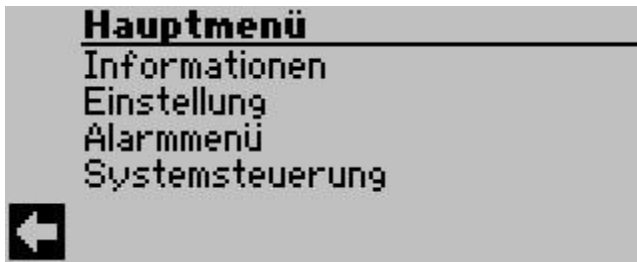 Hauptmenü
Informationen
Einstellung
Alarmmenü
Systemsteuerung